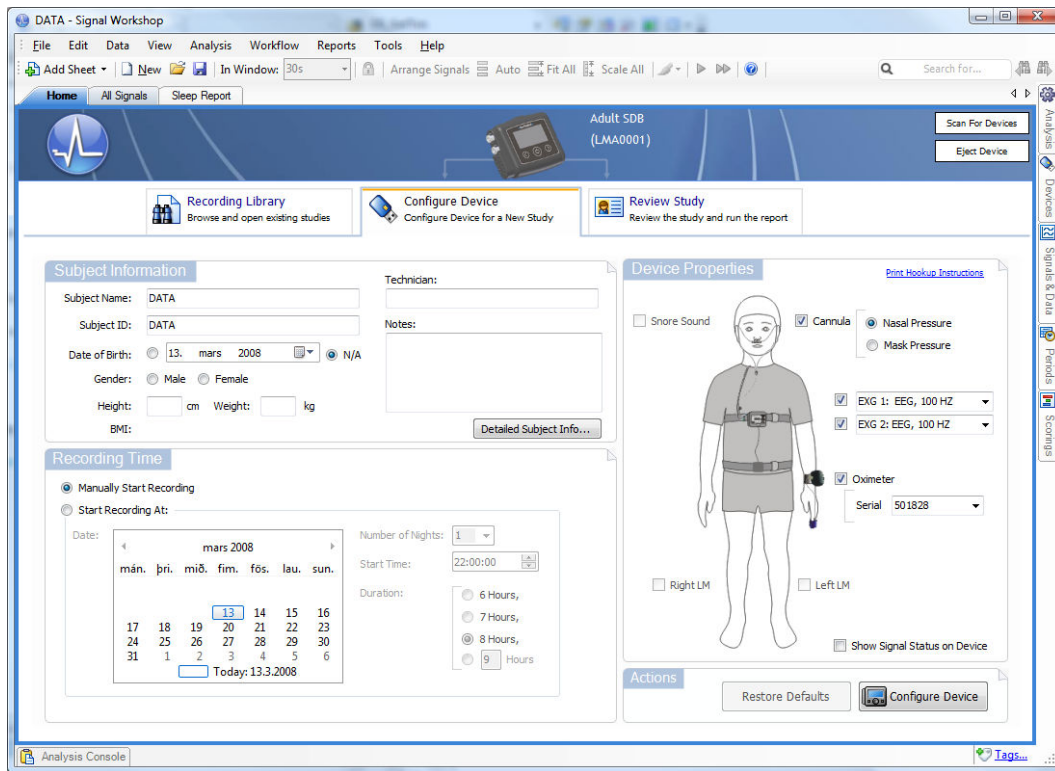 DATA - Signal Workshop
File Edit Data View Analysis Workflow Reports Tools Help
Add Sheet New In Window: 30s Arrange Signals Auto Fit All Scale All Search for...
Home All Signals Sleep Report
Adult SDB
(LMA0001)
Scan For Devices
Eject Device
Recording Library
Browse and open existing studies
Configure Device
Configure Device for a New Study
Review Study
Review the study and run the report
Subject Information
Subject Name: DATA
Subject ID: DATA
Date of Birth: 13. mars 2008 N/A
Gender: Male Female
Height: cm Weight: kg
BMI:
Technician:
Notes:
Detailed Subject Info...
Recording Time
Manually Start Recording
Start Recording At:
Date:
mars 2008
mán. þri. mið. fim. fös. lau. sun.
13 14 15 16
17 18 19 20 21 22 23
24 25 26 27 28 29 30
31 1 2 3 4 5 6
Today: 13.3.2008
Number of Nights: 1
Start Time: 22:00:00
Duration:
6 Hours,
7 Hours,
8 Hours,
9 Hours
Device Properties
Print Hookup Instructions
Snore Sound
Cannula
Nasal Pressure
Mask Pressure
EXG 1: EEG, 100 HZ
EXG 2: EEG, 100 HZ
Oximeter
Serial 501828
Right LM
Left LM
Show Signal Status on Device
Actions
Restore Defaults
Configure Device
Analysis
Devices
Signals & Data
Periods
Scorings
Analysis Console
Tags...